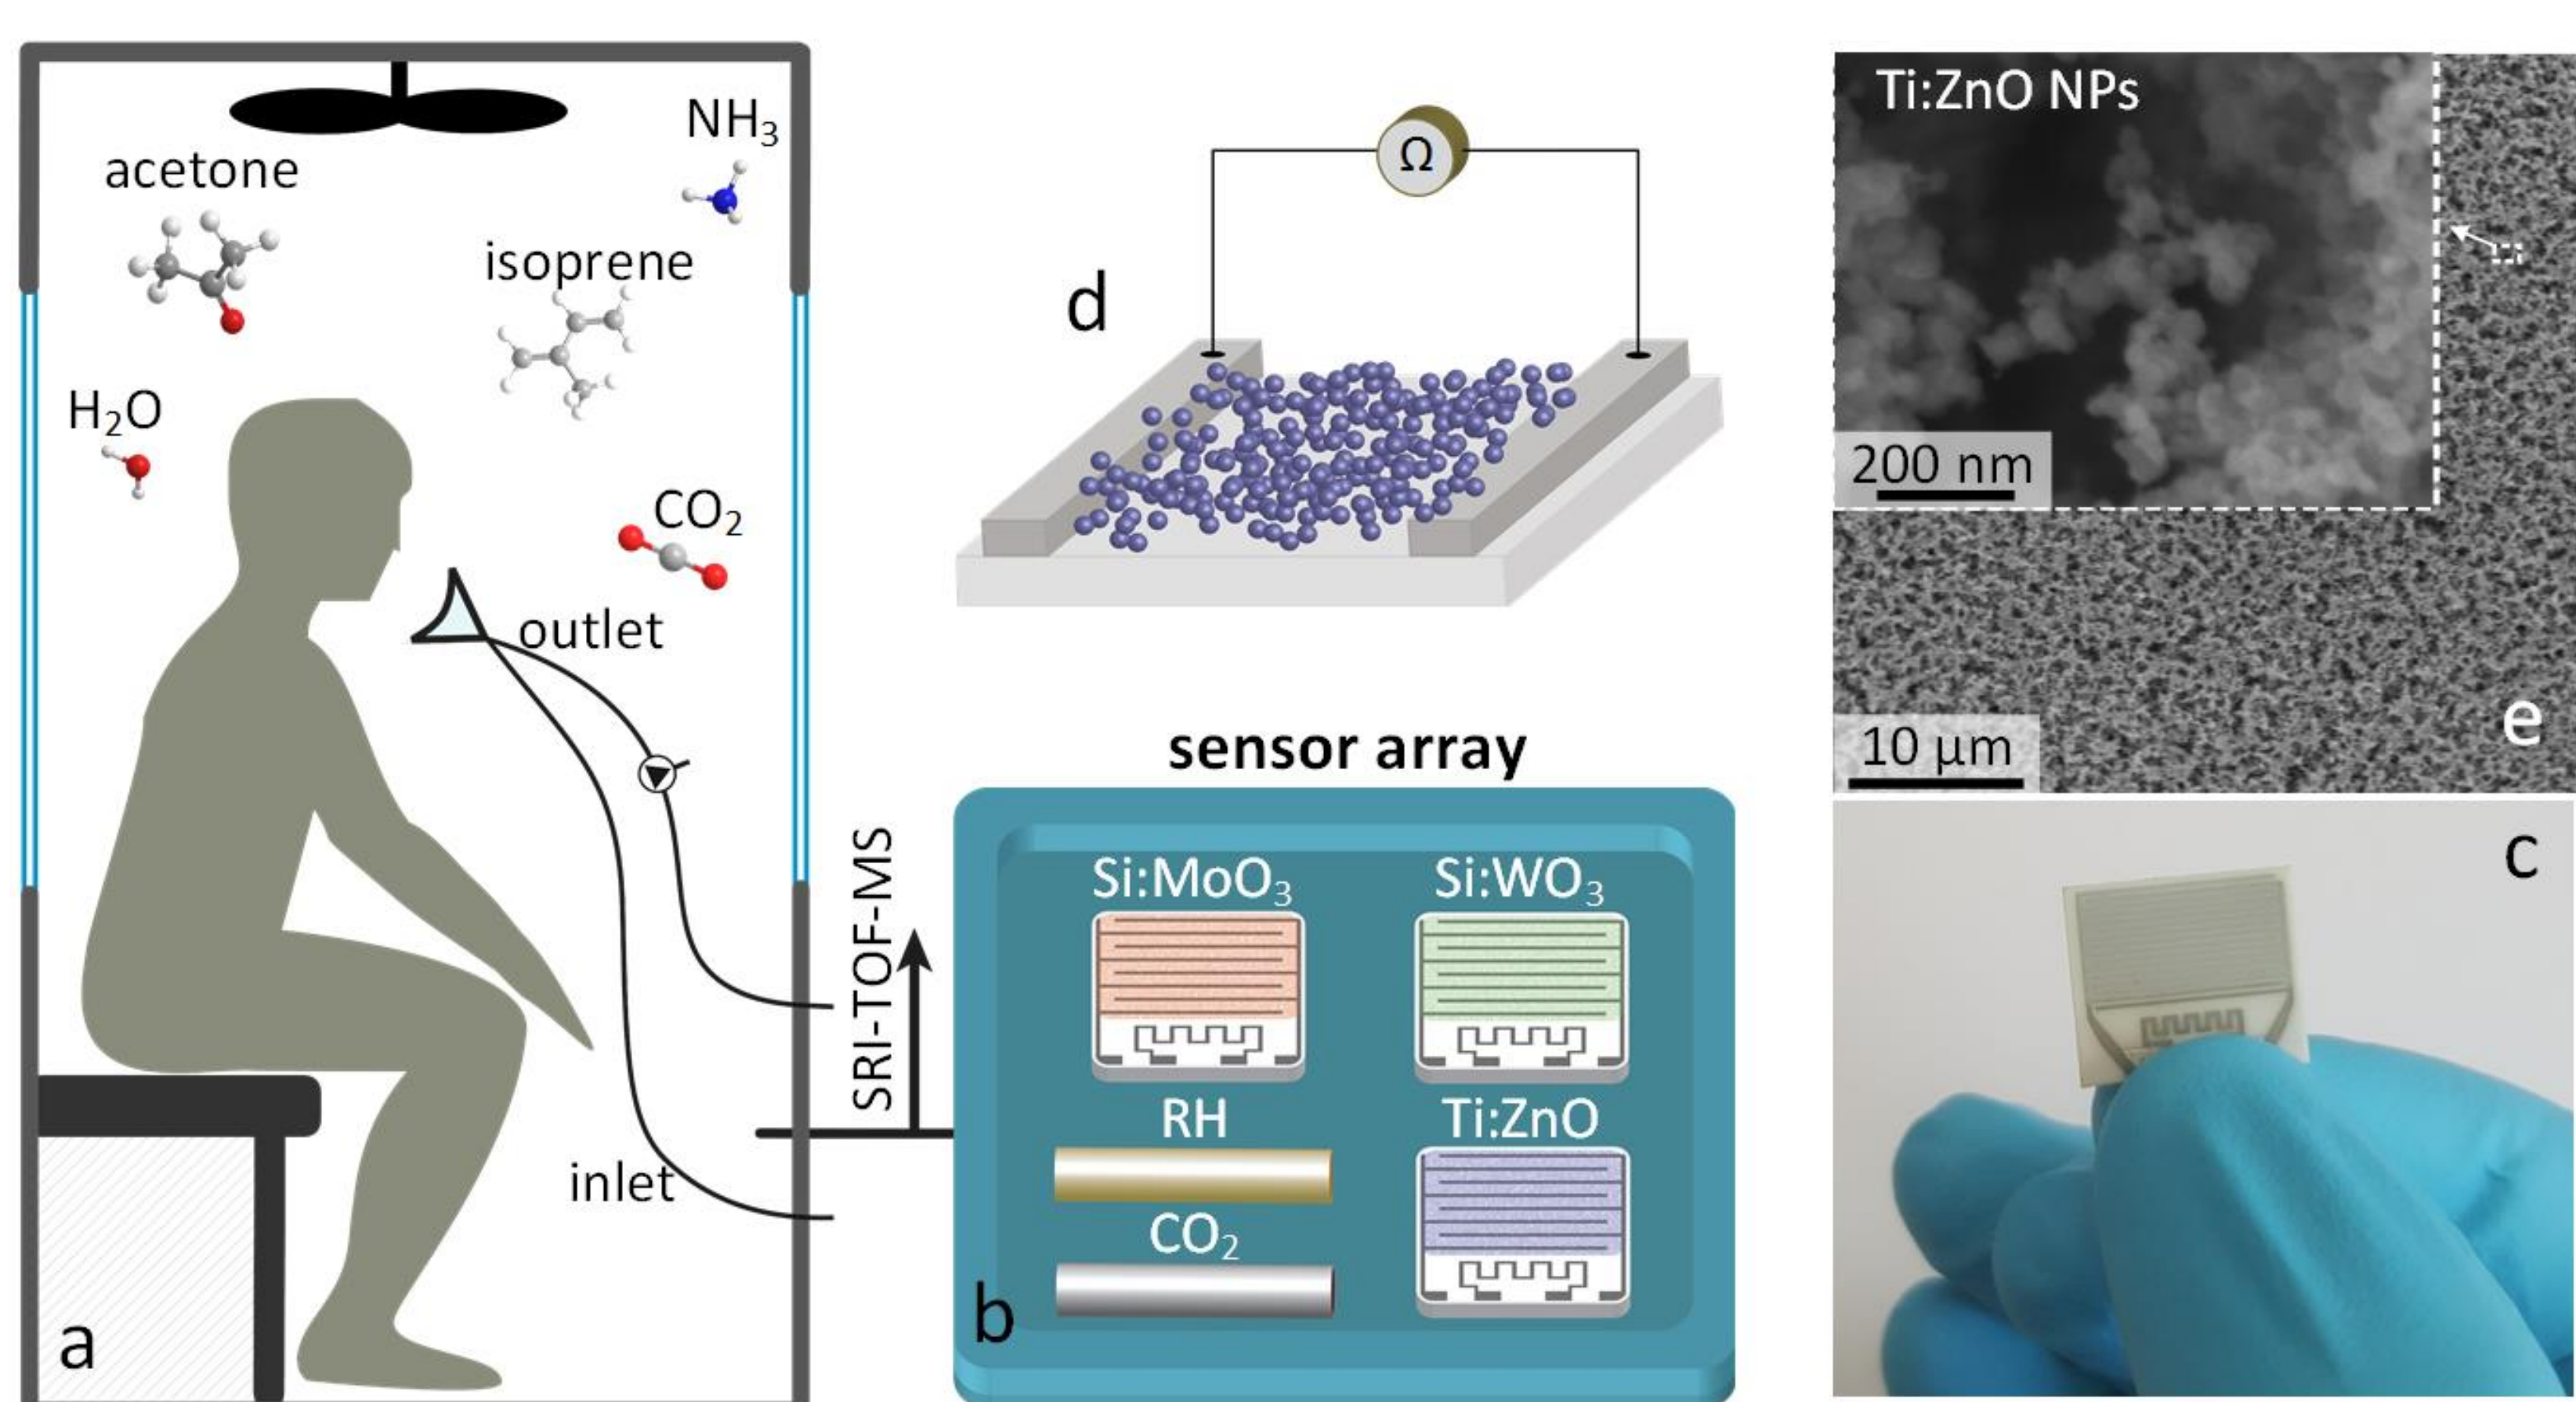 acetone
NH₃
isoprene
H₂O
CO₂
outlet
inlet
a
SRI-TOF-MS
d
Ω
sensor array
Si:MoO₃
Si:WO₃
RH
Ti:ZnO
CO₂
b
Ti:ZnO NPs
200 nm
10 μm
e
c